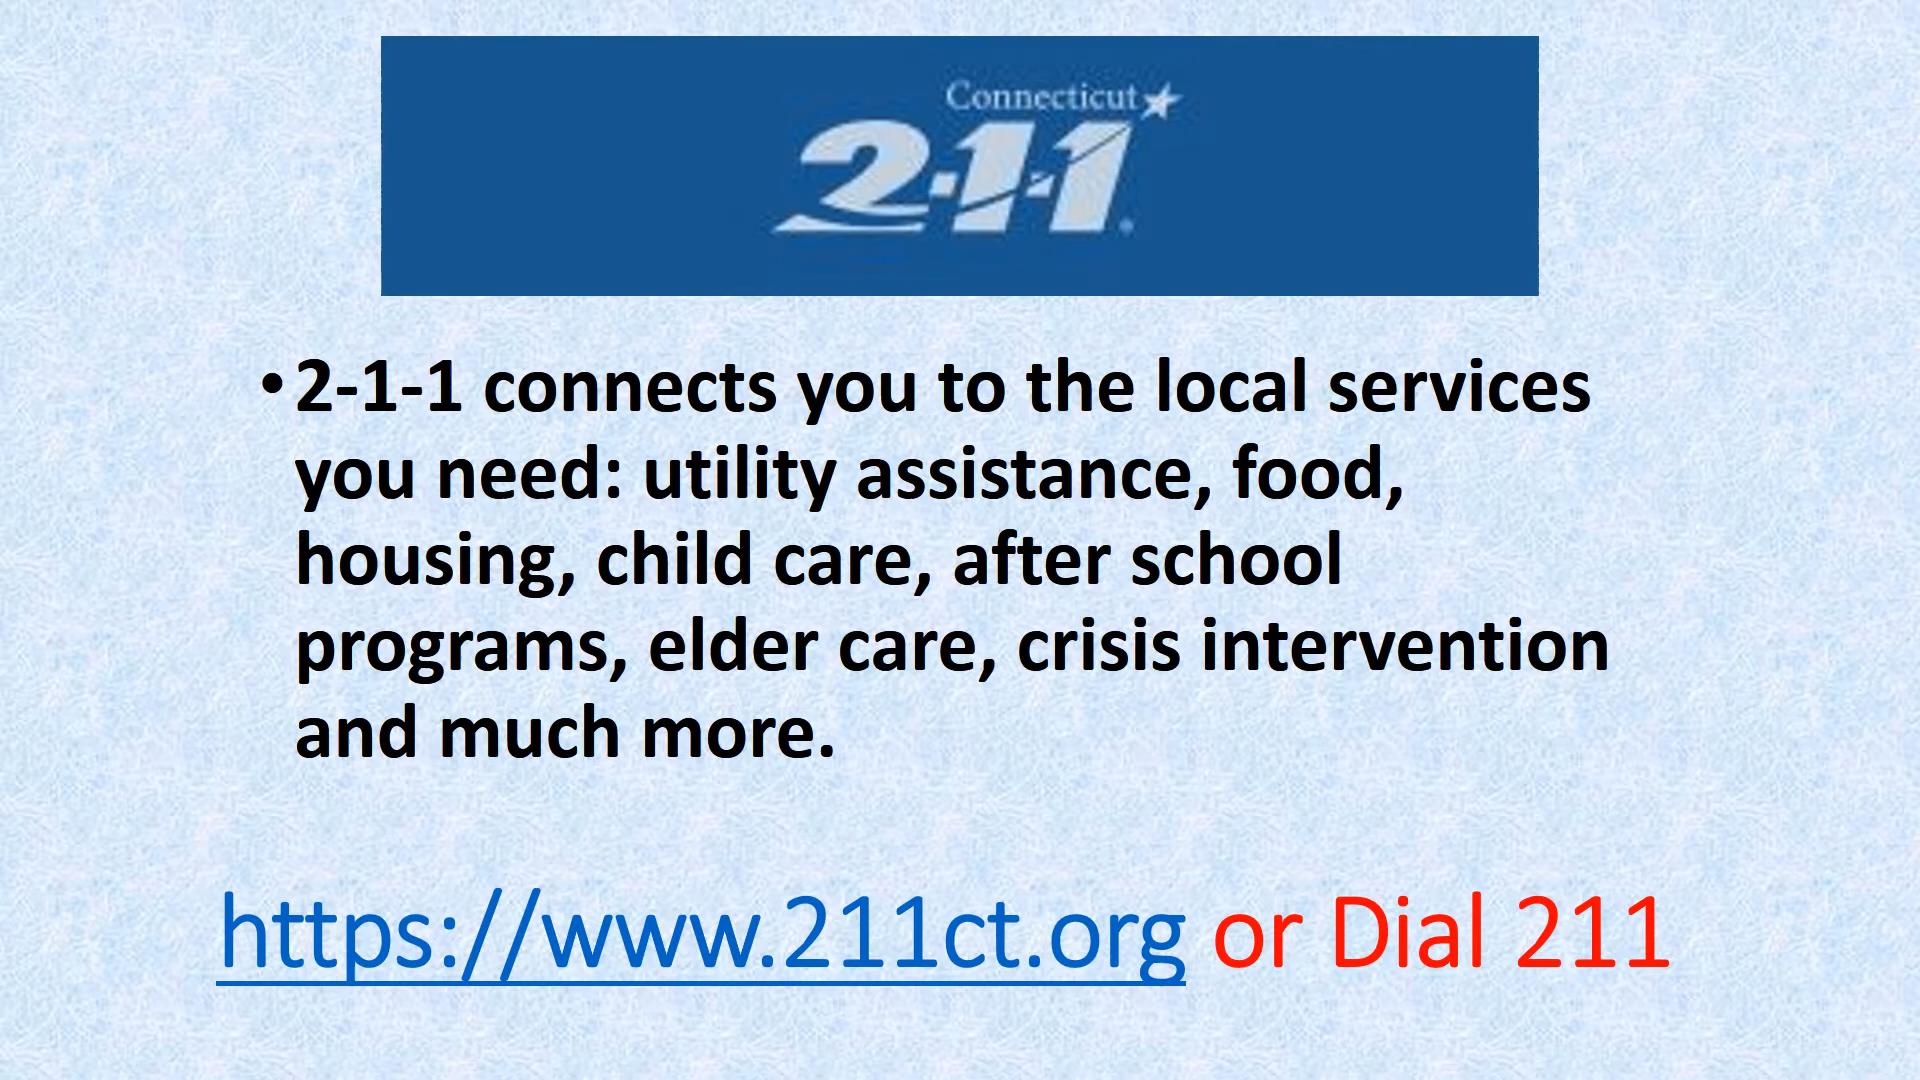 Connecticut
2-1-1®
• 2-1-1 connects you to the local services
you need: utility assistance, food,
housing, child care, after school
programs, elder care, crisis intervention
and much more.
https://www.211ct.org or Dial 211